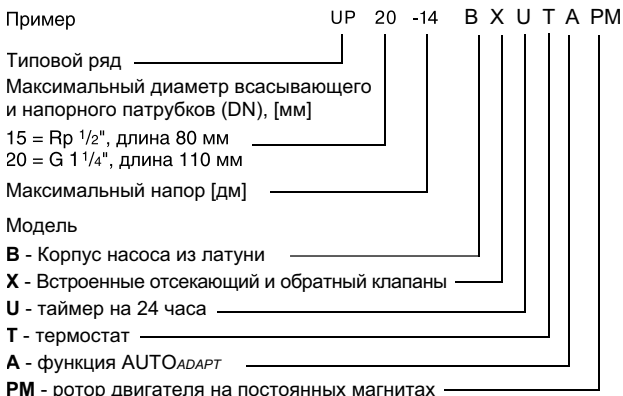 Пример UP 20 -14 B X U T A PM
Типовой ряд
Максимальный диаметр всасывающего
и напорного патрубков (DN), [мм]
15 = Rp 1/2", длина 80 мм
20 = G 1 1/4", длина 110 мм
Максимальный напор [дм]
Модель
B - Корпус насоса из латуни
X - Встроенные отсекающий и обратный клапаны
U - таймер на 24 часа
T - термостат
A - функция AUTOADAPT
PM - ротор двигателя на постоянных магнитах